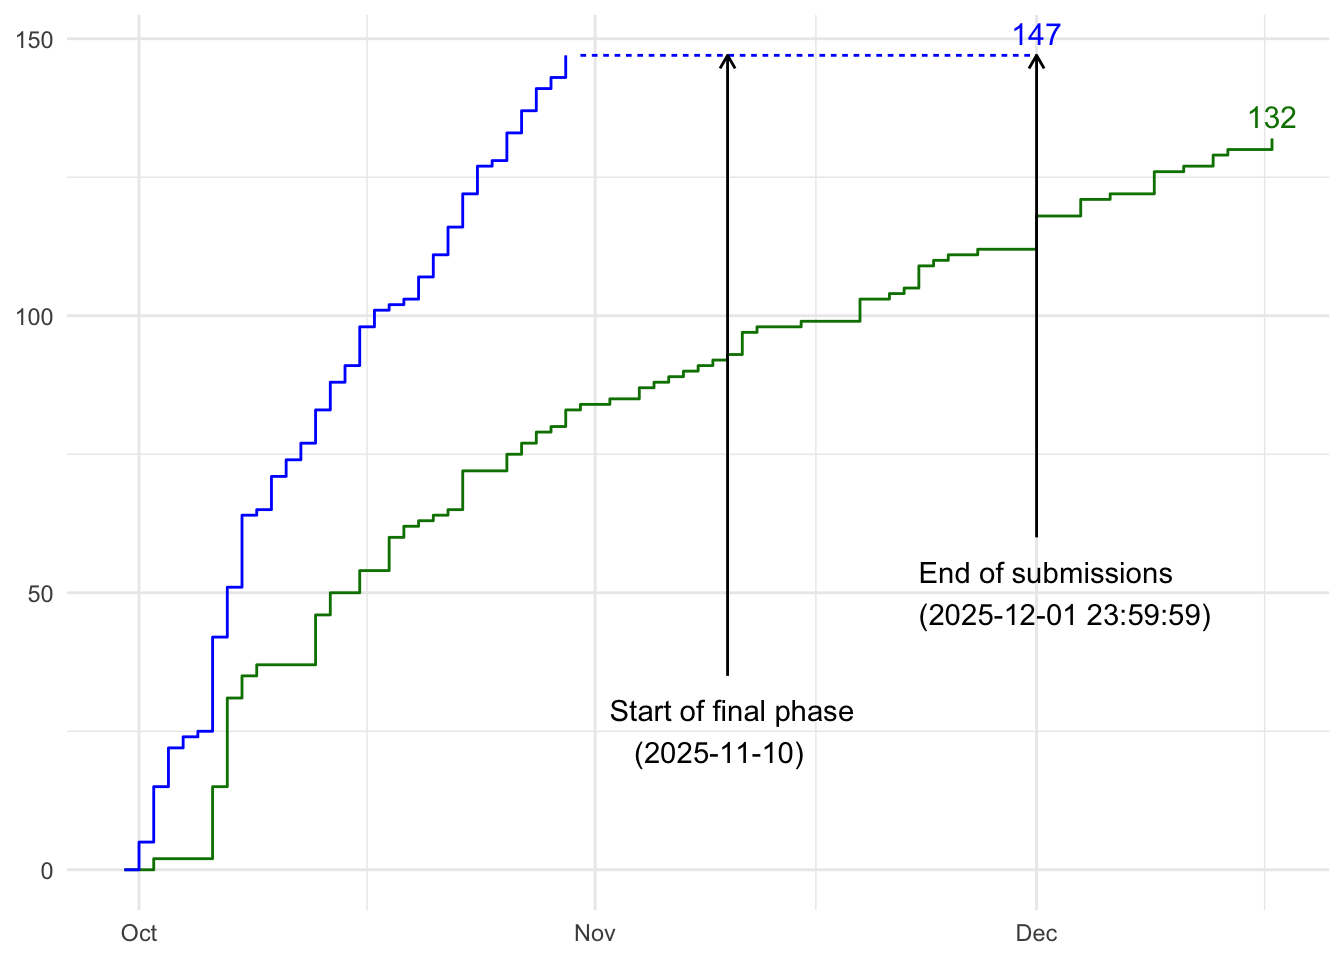 150
147
132
100
50
End of submissions
(2025-12-01 23:59:59)
Start of final phase
(2025-11-10)
0
Oct
Nov
Dec